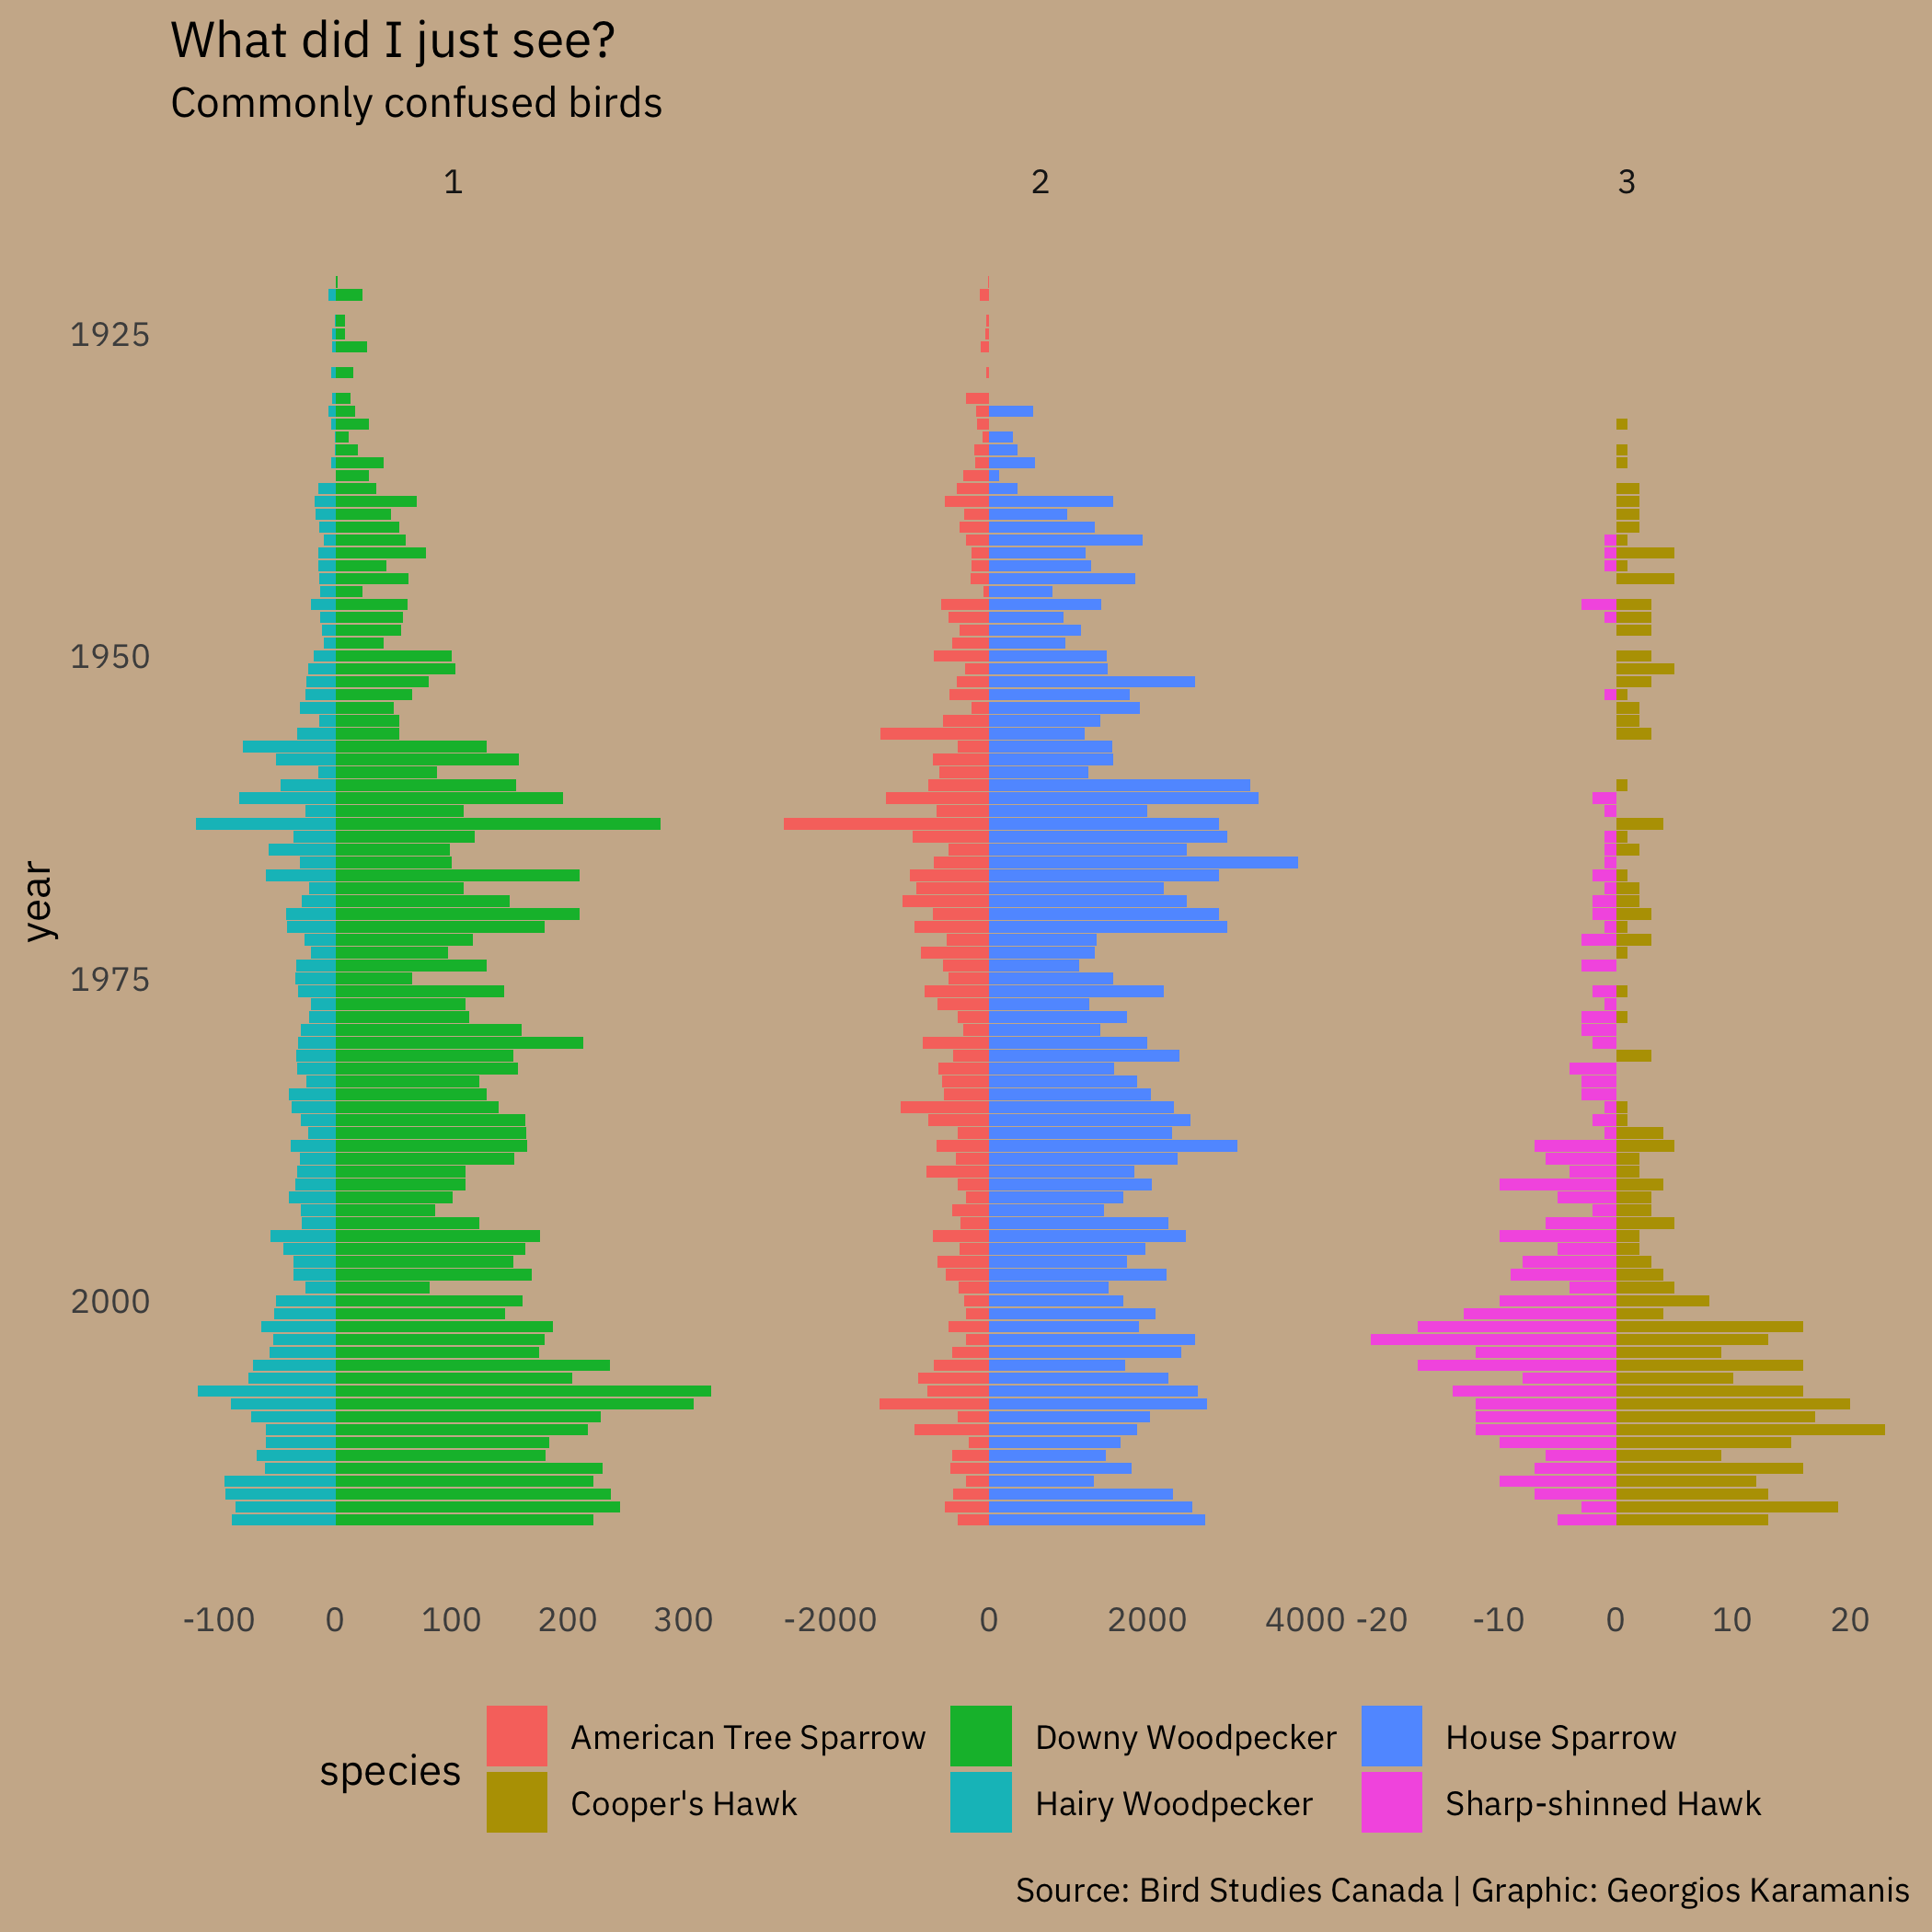 What did I just see?
Commonly confused birds
1 2 3
1925
1950
1975
2000
year
-100 0 100 200 300 -2000 0 2000 4000 -20 -10 0 10 20
species
American Tree Sparrow Downy Woodpecker House Sparrow
Cooper's Hawk Hairy Woodpecker Sharp-shinned Hawk
Source: Bird Studies Canada | Graphic: Georgios Karamanis